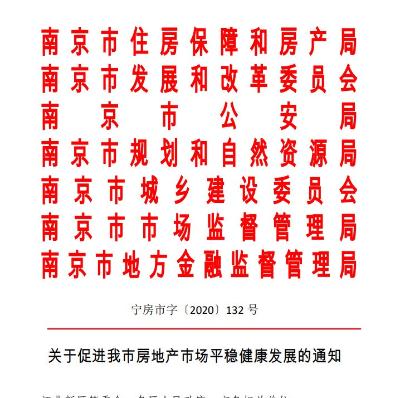 南京市住房保障和房产局
南京市发展和改革委员会
南京市公安局
南京市规划和自然资源局
南京市城乡建设委员会
南京市市场监督管理局
南京市地方金融监督管理局
宁房市字〔2020〕132 号
关于促进我市房地产市场平稳健康发展的通知